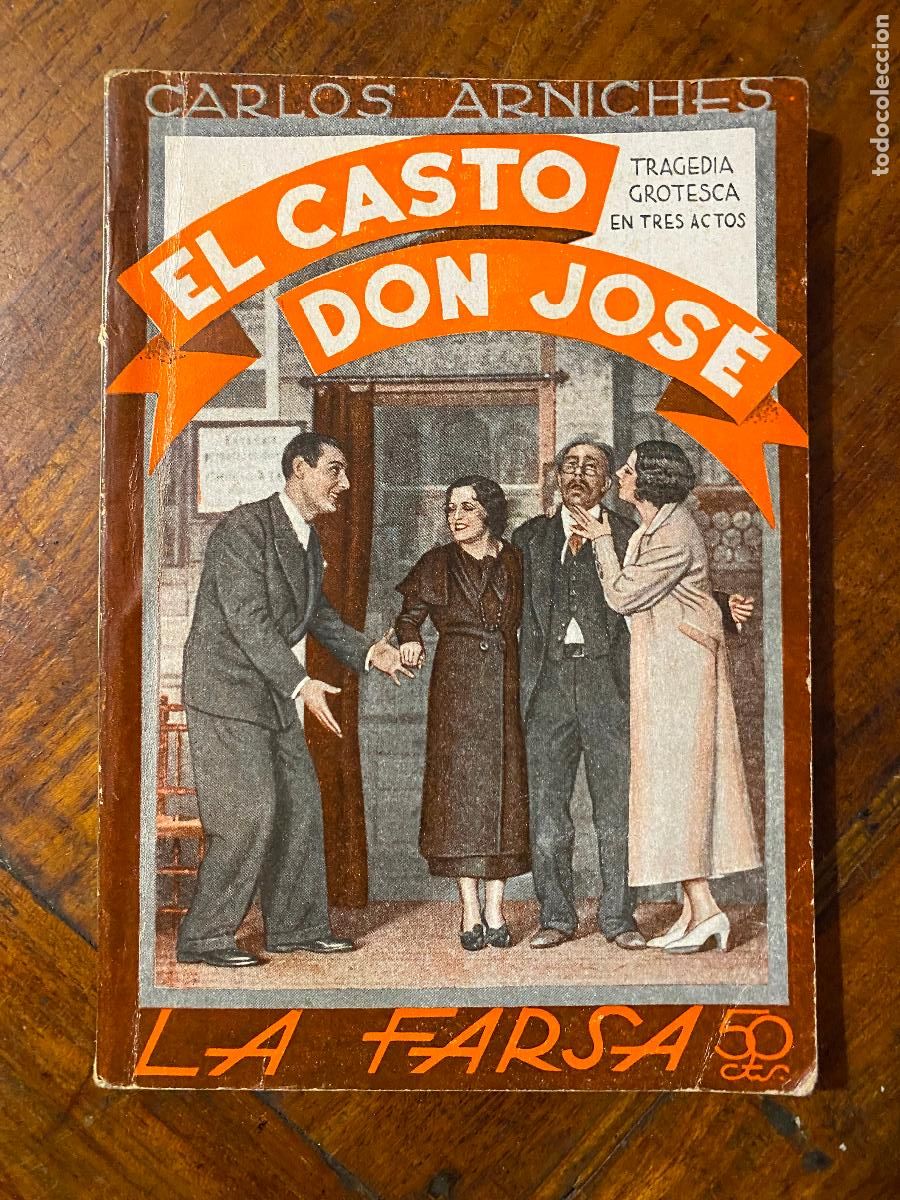 CARLOS ARNICHES
EL CASTO
DON JOSÉ
TRAGEDIA
GROTESCA
EN TRES ACTOS
LA FARSA
50
CTS.
todocoleccion